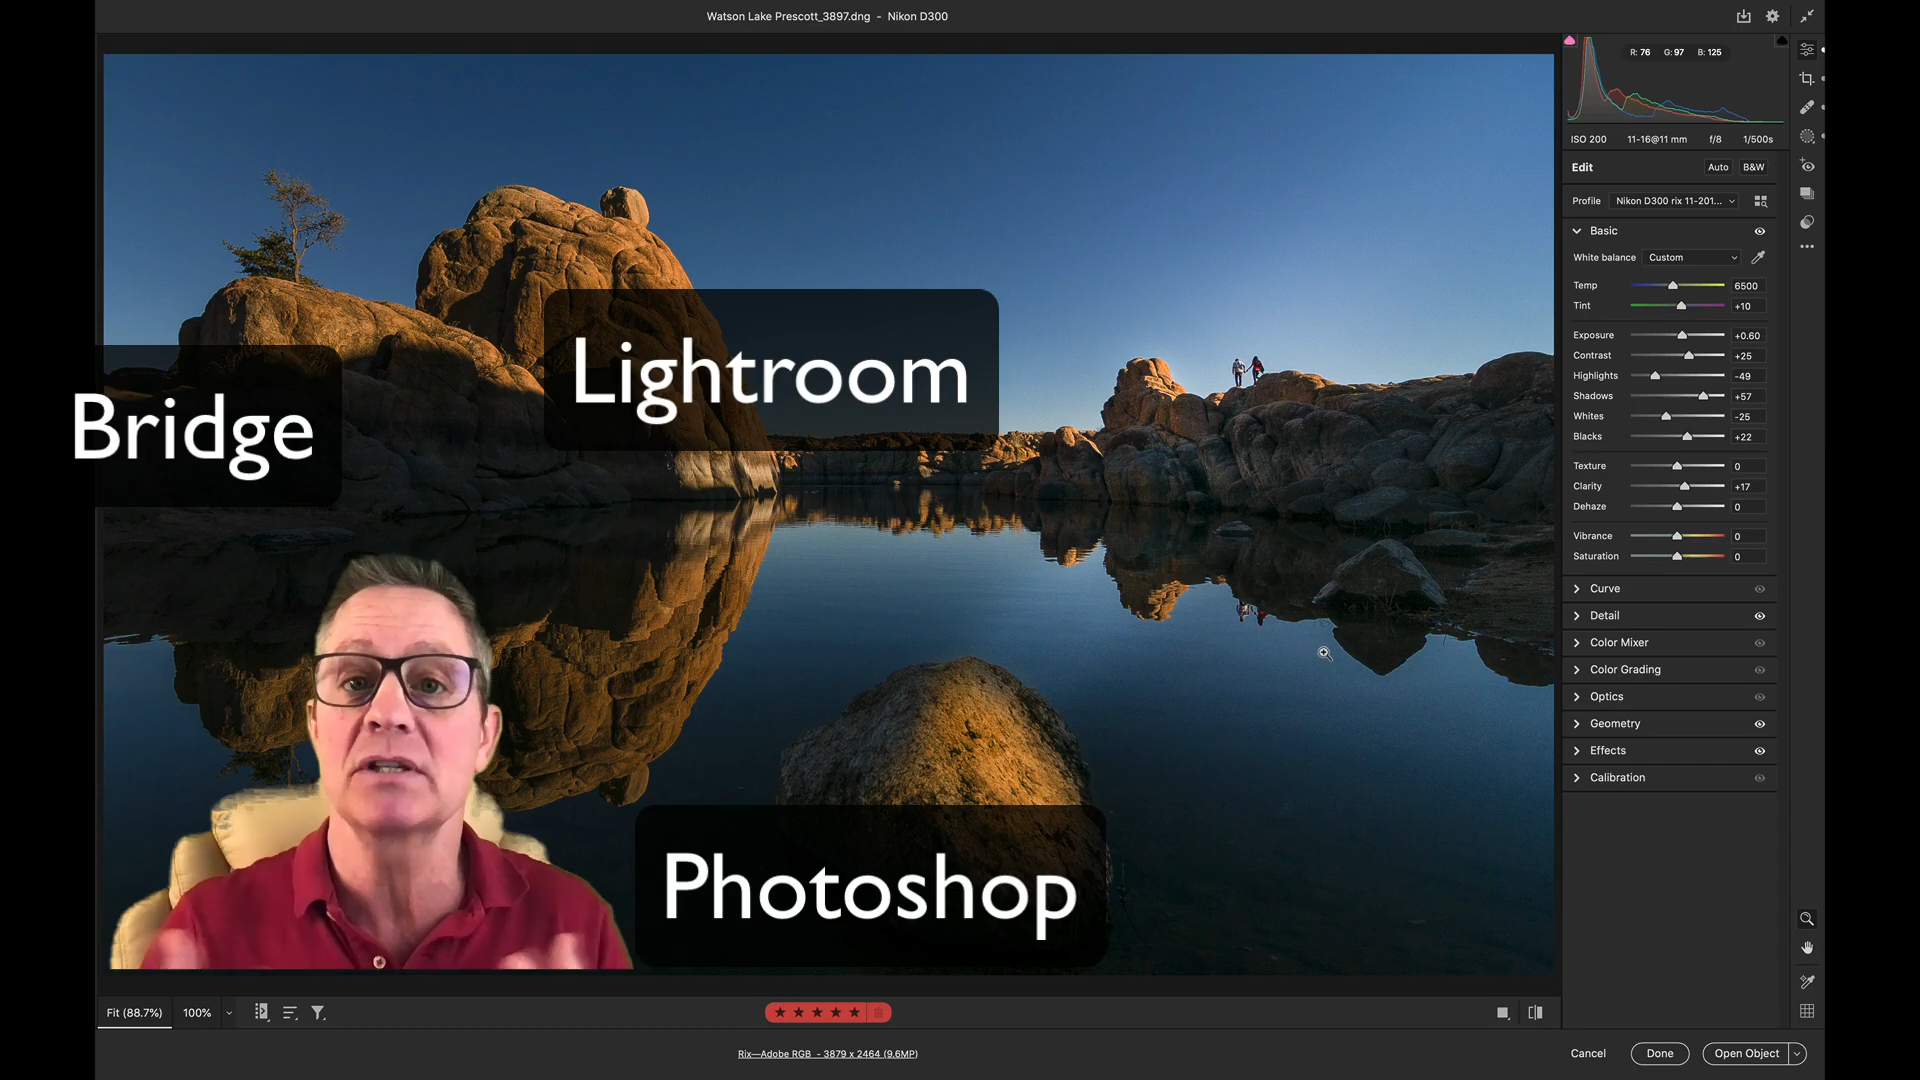 Watson Lake Prescott_3897.dng - Nikon D300
R: 76 G: 97 B: 125
ISO 200 11-16@11 mm f/8 1/500s
Edit Auto B&W
Profile Nikon D300 rix 11-201...
Basic
White balance Custom
Temp 6500
Tint +10
Exposure +0.60
Contrast +25
Highlights -49
Shadows +57
Whites -25
Blacks +22
Texture 0
Clarity +17
Dehaze 0
Vibrance 0
Saturation 0
Curve
Detail
Color Mixer
Color Grading
Optics
Geometry
Effects
Calibration
Lightroom
Bridge
Photoshop
Fit (88.7%) 100%
Rix—Adobe RGB - 3879 x 2464 (9.6MP)
Cancel Done Open Object